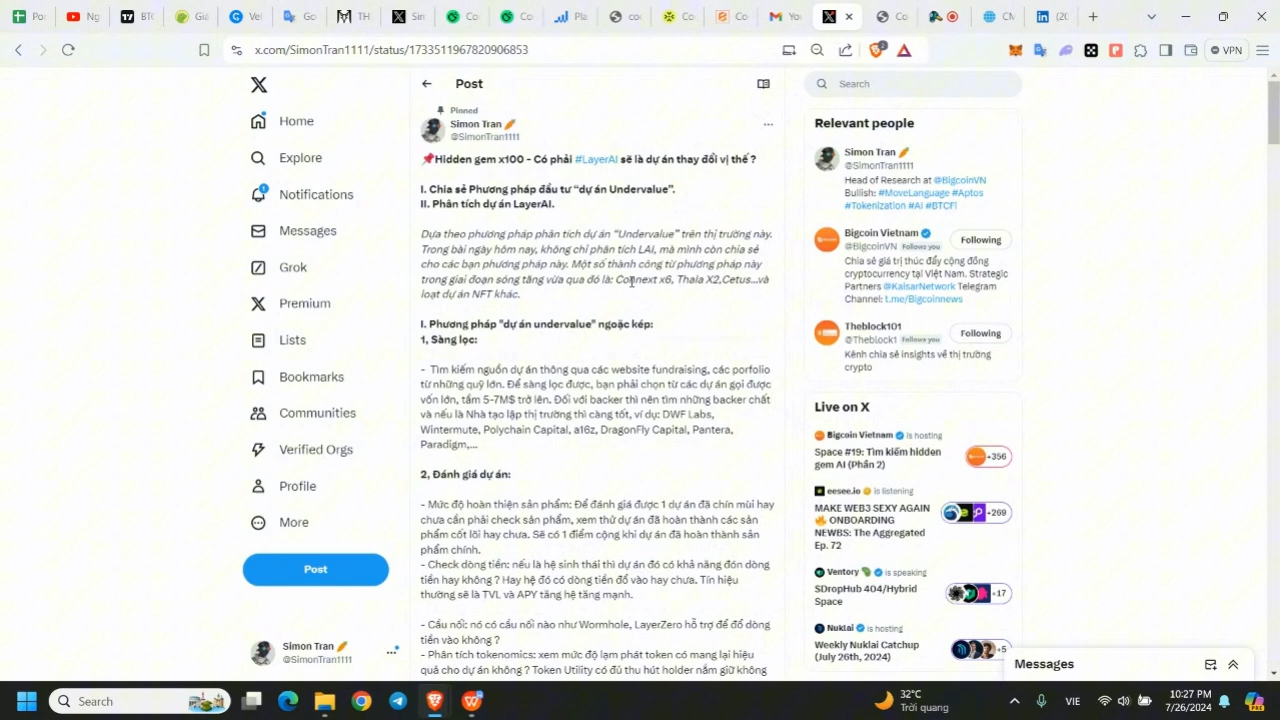 You
TH
Sin
Co
Co
Pla
coo
Co
Co
Yo
Co
CM
(20
x.com/SimonTran1111/status/1733511967820906853
2
VPN
Home
Explore
Notifications
Messages
Grok
Premium
Lists
Bookmarks
Communities
Verified Orgs
Profile
More
Post
Simon Tran
@SimonTran1111
Post
Pinned
Simon Tran
@SimonTran1111
Hidden gem x100 - Có phải #LayerAI sẽ là dự án thay đổi vị thế ?
I. Chia sẻ Phương pháp đầu tư “dự án Undervalue”.
II. Phân tích dự án LayerAI.
Dựa theo phương pháp phân tích dự án “Undervalue” trên thị trường này.
Trong bài ngày hôm nay, không chỉ phân tích LAI, mà mình còn chia sẻ
cho các bạn phương pháp này. Một số thành công từ phương pháp này
trong giai đoạn sóng tăng vừa qua đó là: Connext x6, Thala X2,Cetus...và
loạt dự án NFT khác.
I. Phương pháp "dự án undervalue" ngoặc kép:
1, Sàng lọc:
- Tìm kiếm nguồn dự án thông qua các website fundraising, các porfolio
từ những quỹ lớn. Để sàng lọc được, bạn phải chọn từ các dự án gọi được
vốn lớn, tầm 5-7M$ trở lên. Đối với backer thì nên tìm những backer chất
và nếu là Nhà tạo lập thị trường thì càng tốt, ví dụ: DWF Labs,
Wintermute, Polychain Capital, a16z, DragonFly Capital, Pantera,
Paradigm,...
2, Đánh giá dự án:
- Mức độ hoàn thiện sản phẩm: Để đánh giá được 1 dự án đã chín mùi hay
chưa cần phải check sản phẩm, xem thử dự án đã hoàn thành các sản
phẩm cốt lõi hay chưa. Sẽ có 1 điểm cộng khi dự án đã hoàn thành sản
phẩm chính.
- Check dòng tiền: nếu là hệ sinh thái thì dự án đó có khả năng đón dòng
tiền hay không ? Hay hệ đó có dòng tiền đổ vào hay chưa. Tín hiệu
thường sẽ là TVL và APY tăng hệ tăng mạnh.
- Cầu nối: nó có cầu nối nào như Wormhole, LayerZero hỗ trợ để đổ dòng
tiền vào không ?
- Phân tích tokenomics: xem mức độ lạm phát token có mang lại hiệu
quả cho dự án không ? Token Utility có đủ thu hút holder nắm giữ không
Search
Relevant people
Simon Tran
@SimonTran1111
Head of Research at @BigcoinVN
Bullish: #MoveLanguage #Aptos
#Tokenization #AI #BTCFI
Bigcoin Vietnam
@BigcoinVN Follows you
Following
Chia sẻ giá trị thúc đẩy cộng đồng
cryptocurrency tại Việt Nam. Strategic
Partners @KaisarNetwork Telegram
Channel: t.me/Bigcoinnews
Theblock101
@Theblock1 Follows you
Following
Kênh chia sẻ insights về thị trường
crypto
Live on X
Bigcoin Vietnam is hosting
Space #19: Tìm kiếm hidden
gem AI (Phần 2)
+356
eesee.io is listening
MAKE WEB3 SEXY AGAIN
🔥 ONBOARDING
NEWBS: The Aggregated
Ep. 72
+269
Ventory is speaking
SDropHub 404/Hybrid
Space
+17
Nuklai is hosting
Weekly Nuklai Catchup
(July 26th, 2024)
+5
Messages
Search
32°C
Trời quang
VIE
10:27 PM
7/26/2024